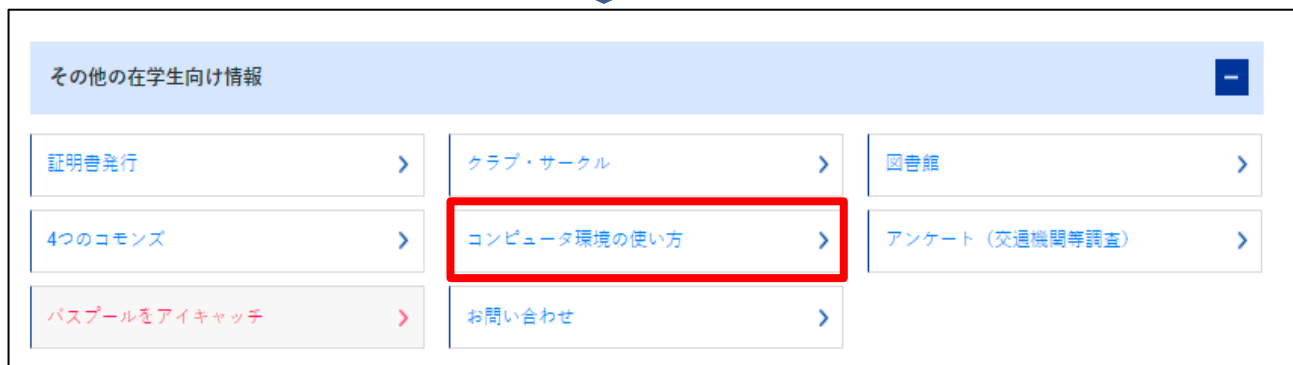 その他の在学生向け情報
証明書発行
クラブ・サークル
図書館
4つのコモンズ
コンピュータ環境の使い方
アンケート（交通機関等調査）
バスプールをアイキャッチ
お問い合わせ